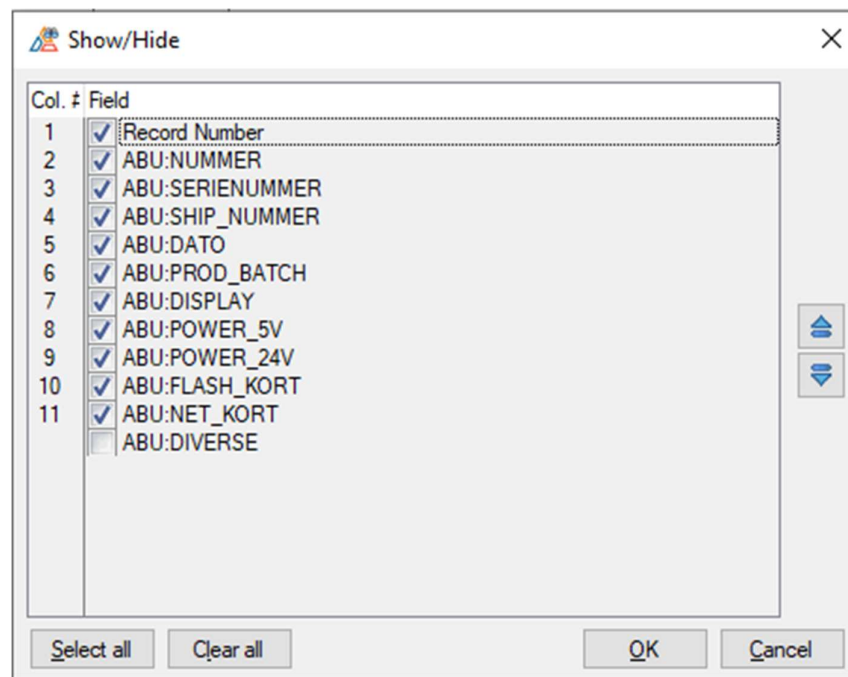 Show/Hide
Col. # Field
1 Record Number
2 ABU:NUMMER
3 ABU:SERIENUMMER
4 ABU:SHIP_NUMMER
5 ABU:DATO
6 ABU:PROD_BATCH
7 ABU:DISPLAY
8 ABU:POWER_5V
9 ABU:POWER_24V
10 ABU:FLASH_KORT
11 ABU:NET_KORT
ABU:DIVERSE
Select all Clear all OK Cancel